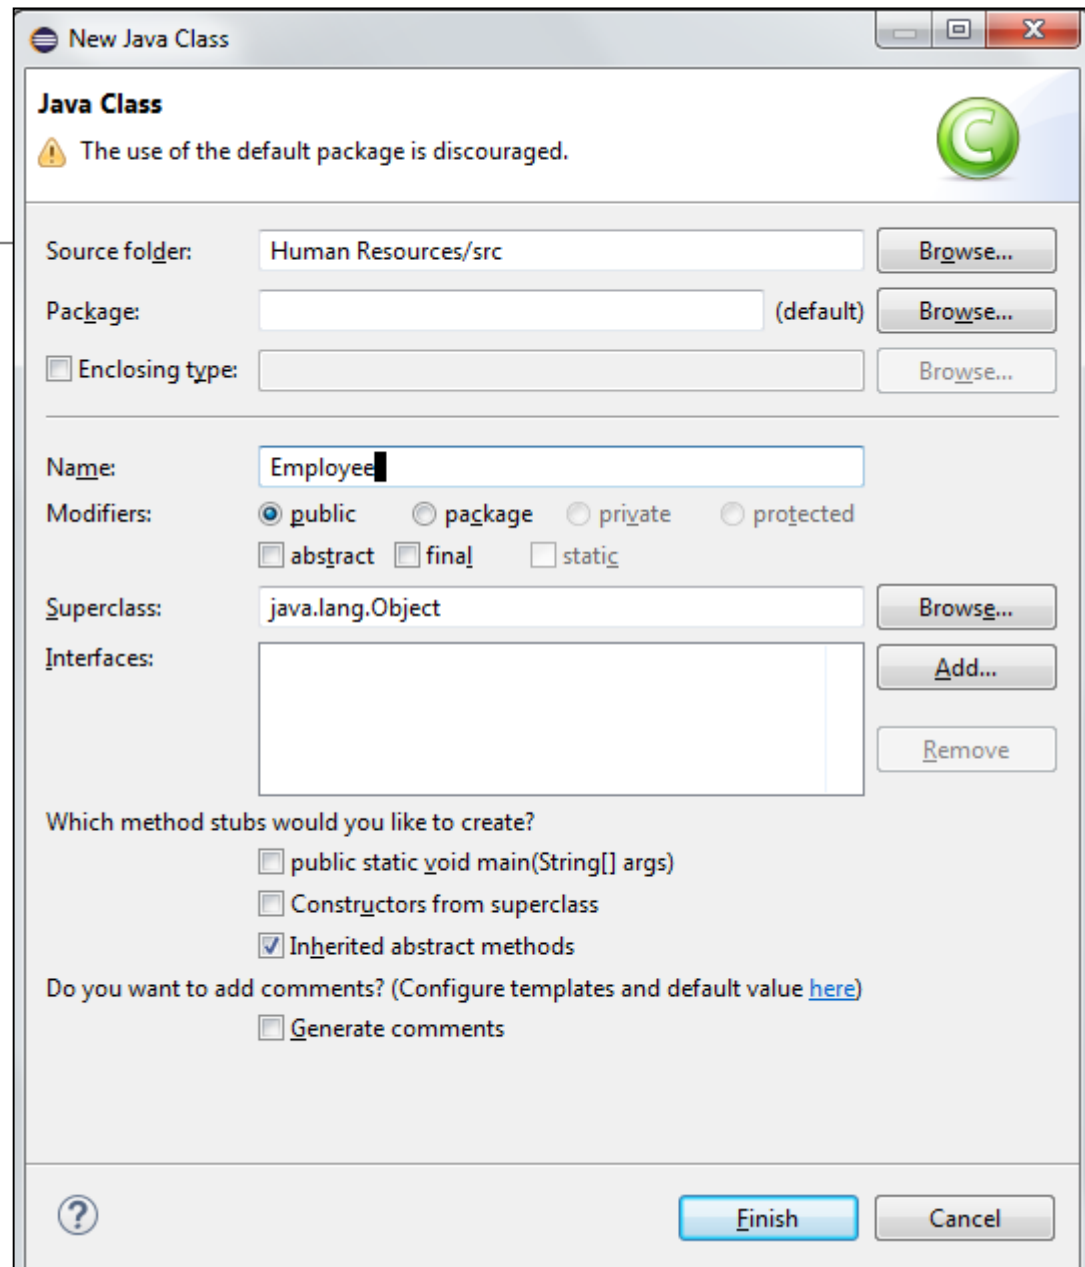 New Java Class
Java Class
The use of the default package is discouraged.
Source folder: Human Resources/src Browse...
Package: (default) Browse...
Enclosing type: Browse...
Name: Employee
Modifiers: public package private protected
abstract final static
Superclass: java.lang.Object Browse...
Interfaces: Add...
Remove
Which method stubs would you like to create?
public static void main(String[] args)
Constructors from superclass
Inherited abstract methods
Do you want to add comments? (Configure templates and default value here)
Generate comments
Finish Cancel